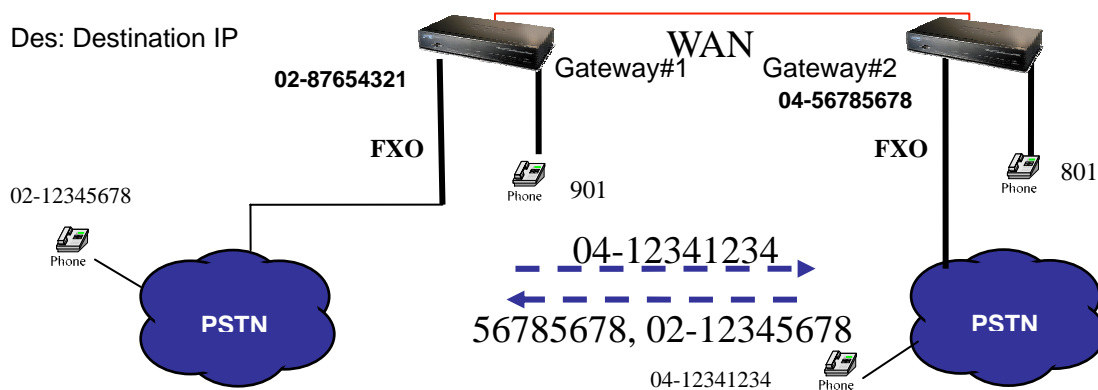 Des: Destination IP
WAN
Gateway#1
Gateway#2
02-87654321
04-56785678
FXO
FXO
Phone
901
Phone
801
02-12345678
Phone
04-12341234
PSTN
PSTN
56785678, 02-12345678
04-12341234
Phone